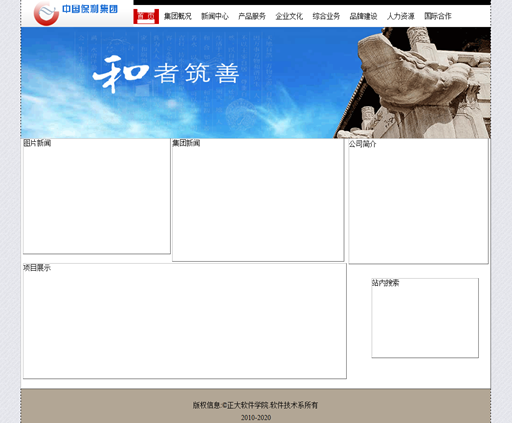 中国保利集团
首 页 集团概况 新闻中心 产品服务 企业文化 综合业务 品牌建设 人力资源 国际合作
和者筑善
图片新闻
集团新闻
公司简介
项目展示
站内搜索
版权信息:©正大软件学院.软件技术系所有
2010-2020